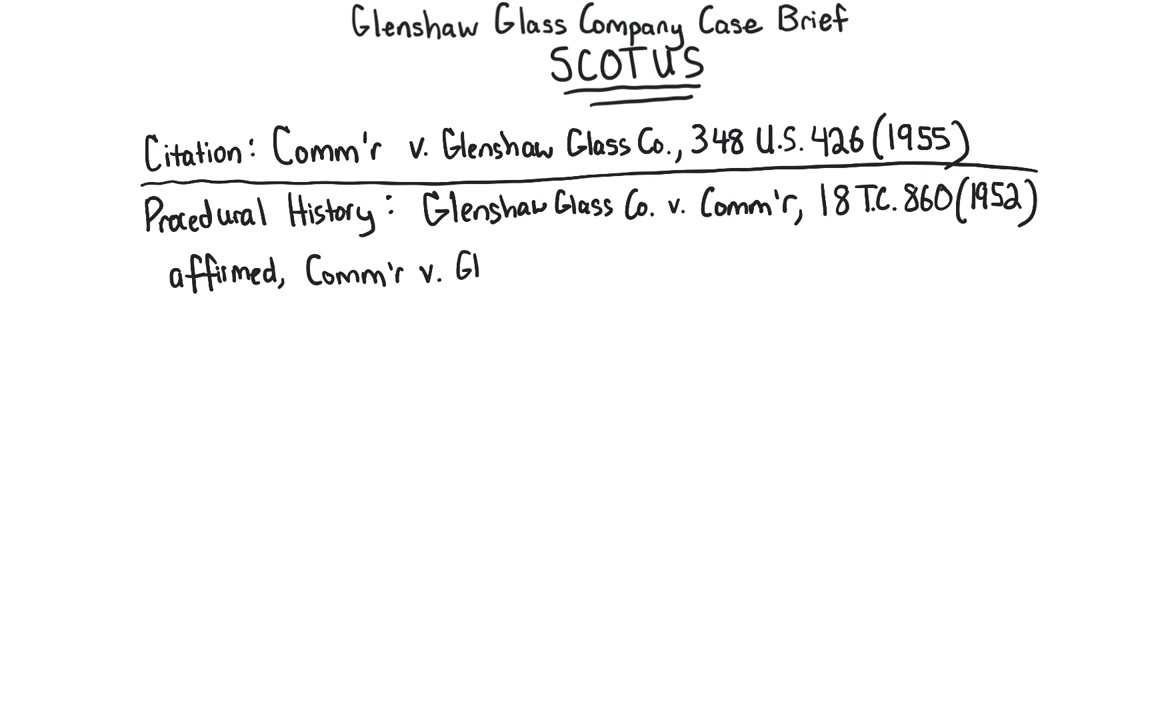 Glenshaw Glass Company Case Brief
SCOTUS
Citation: Comm'r v. Glenshaw Glass Co., 348 U.S. 426 (1955)
Procedural History: Glenshaw Glass Co. v. Comm'r, 18 T.C. 860 (1952)
affirmed, Comm'r v. Gl